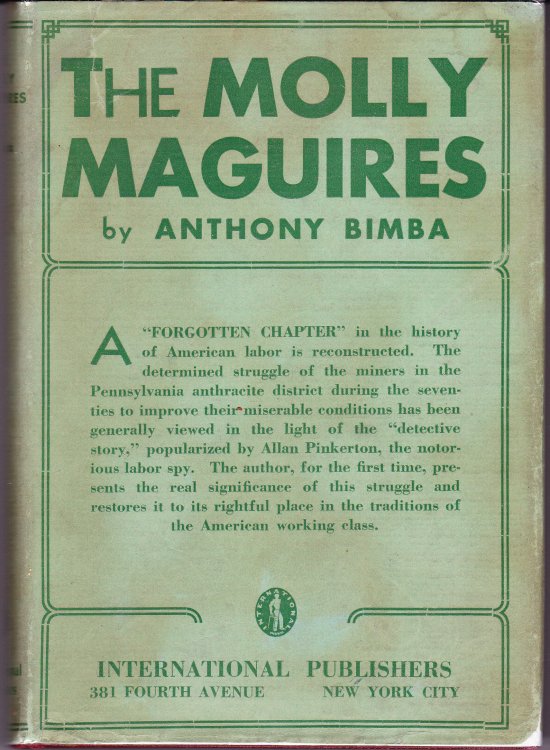 THE MOLLY
MAGUIRES
by ANTHONY BIMBA
A "FORGOTTEN CHAPTER" in the history
of American labor is reconstructed. The
determined struggle of the miners in the
Pennsylvania anthracite district during the seven-
ties to improve their miserable conditions has been
generally viewed in the light of the "detective
story," popularized by Allan Pinkerton, the notor-
ious labor spy. The author, for the first time, pre-
sents the real significance of this struggle and
restores it to its rightful place in the traditions of
the American working class.
INTERNATIONAL
INTERNATIONAL PUBLISHERS
381 FOURTH AVENUE NEW YORK CITY